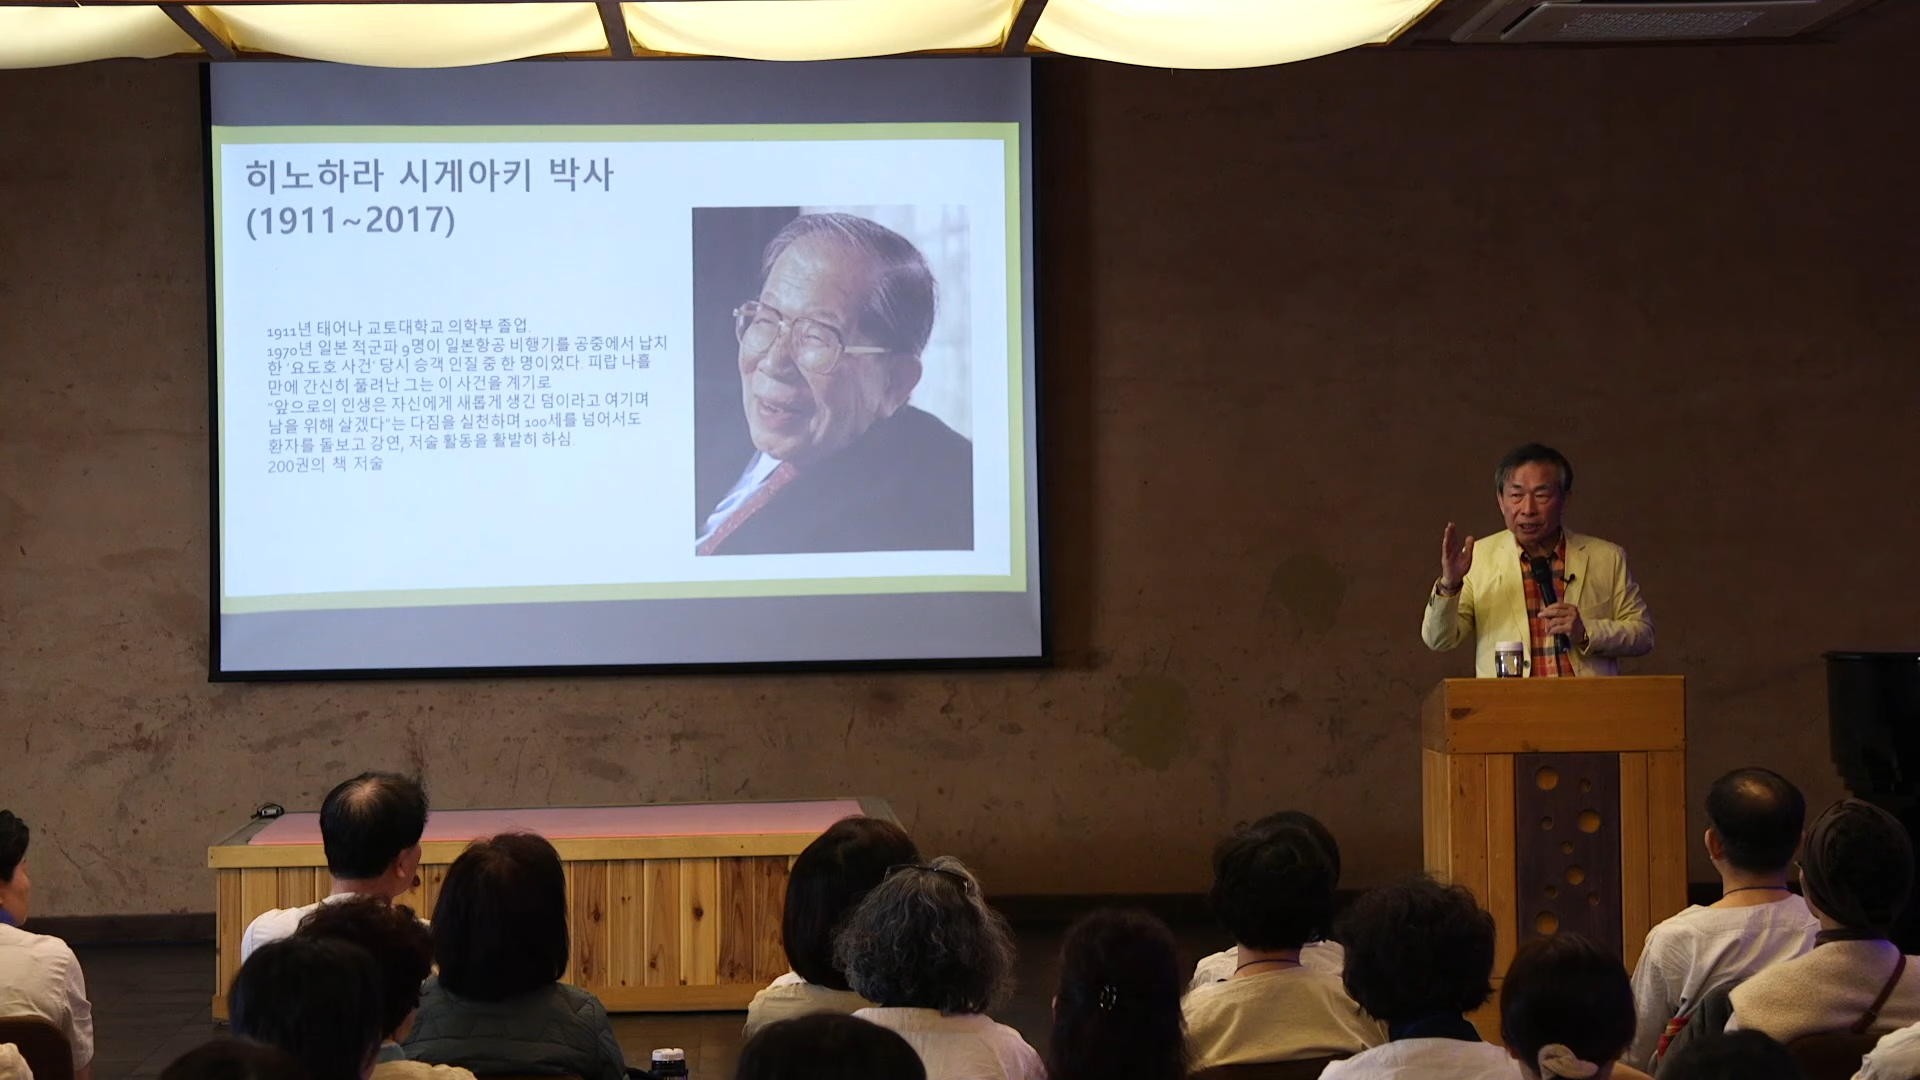 히노하라 시게아키 박사
(1911~2017)
1911년 태어나 교토대학교 의학부 졸업.
1970년 일본 적군파 9명이 일본항공 비행기를 공중에서 납치
한 ‘요도호 사건’ 당시 승객 인질 중 한 명이었다. 피랍 나흘
만에 간신히 풀려난 그는 이 사건을 계기로
“앞으로의 인생은 자신에게 새롭게 생긴 덤이라고 여기며
남을 위해 살겠다”는 다짐을 실천하며 100세를 넘어서도
환자를 돌보고 강연, 저술 활동을 활발히 하심.
200권의 책 저술